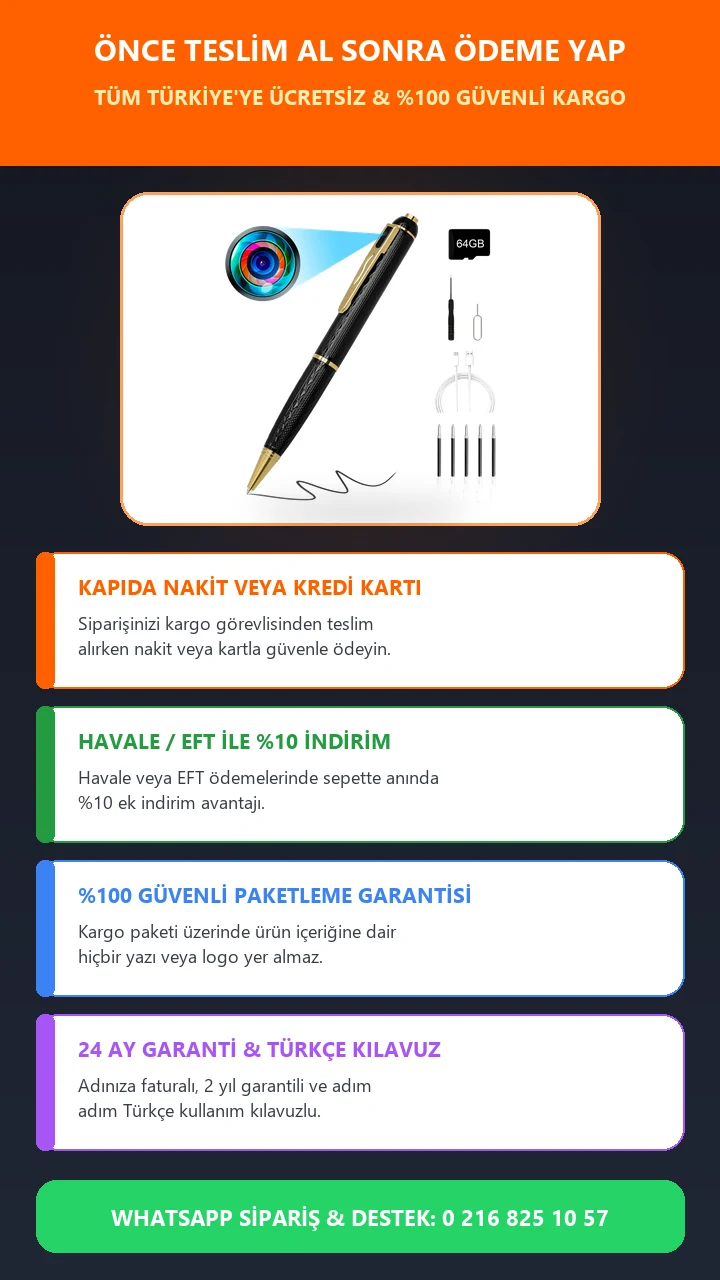 ÖNCE TESLİM AL SONRA ÖDEME YAP
TÜM TÜRKİYE'YE ÜCRETSİZ & %100 GÜVENLİ KARGO
64GB
KAPIDA NAKİT VEYA KREDİ KARTI
Siparişinizi kargo görevlisinden teslim
alırken nakit veya kartla güvenle ödeyin.
HAVALE / EFT İLE %10 İNDİRİM
Havale veya EFT ödemelerinde sepette anında
%10 ek indirim avantajı.
%100 GÜVENLİ PAKETLEME GARANTİSİ
Kargo paketi üzerinde ürün içeriğine dair
hiçbir yazı veya logo yer almaz.
24 AY GARANTİ & TÜRKÇE KILAVUZ
Adınıza faturalı, 2 yıl garantili ve adım
adım Türkçe kullanım kılavuzlu.
WHATSAPP SİPARİŞ & DESTEK: 0 216 825 10 57